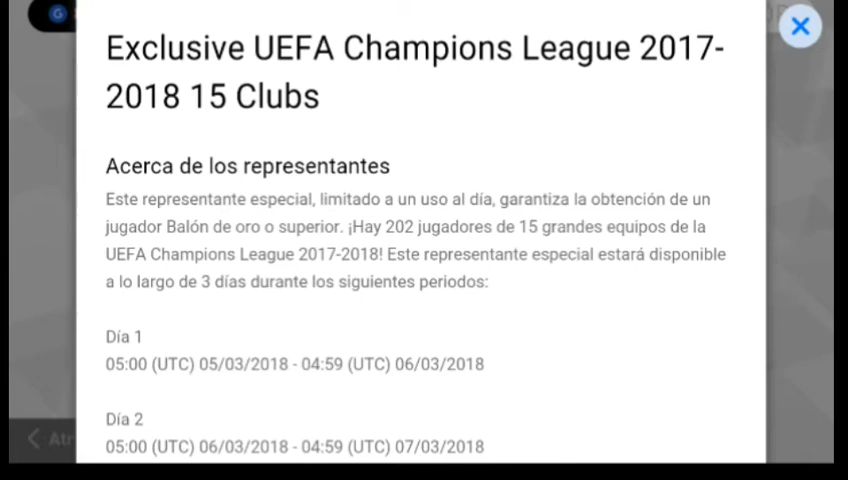 Exclusive UEFA Champions League 2017-
2018 15 Clubs
Acerca de los representantes
Este representante especial, limitado a un uso al día, garantiza la obtención de un
jugador Balón de oro o superior. ¡Hay 202 jugadores de 15 grandes equipos de la
UEFA Champions League 2017-2018! Este representante especial estará disponible
a lo largo de 3 días durante los siguientes periodos:
Día 1
05:00 (UTC) 05/03/2018 - 04:59 (UTC) 06/03/2018
Día 2
05:00 (UTC) 06/03/2018 - 04:59 (UTC) 07/03/2018